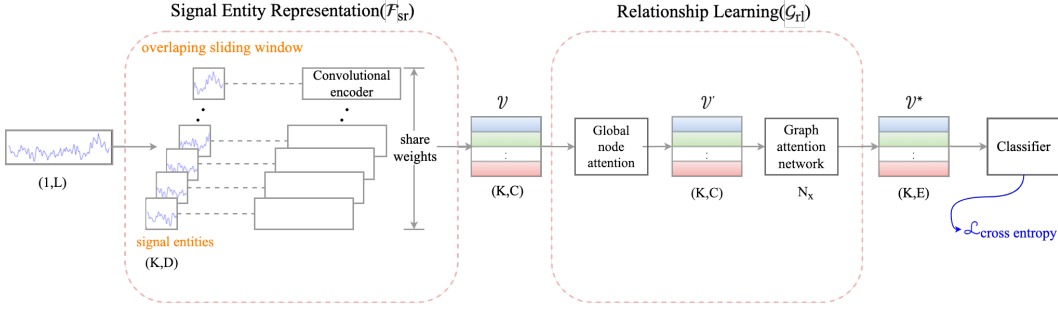 Signal Entity Representation(ℱsr)
Relationship Learning(𝒢rl)
overlaping sliding window
Convolutional
encoder
share
weights
(1,L)
signal entities
(K,D)
𝒱
(K,C)
Global
node
attention
𝒱′
(K,C)
Graph
attention
network
Nx
𝒱*
(K,E)
Classifier
ℒcross entropy